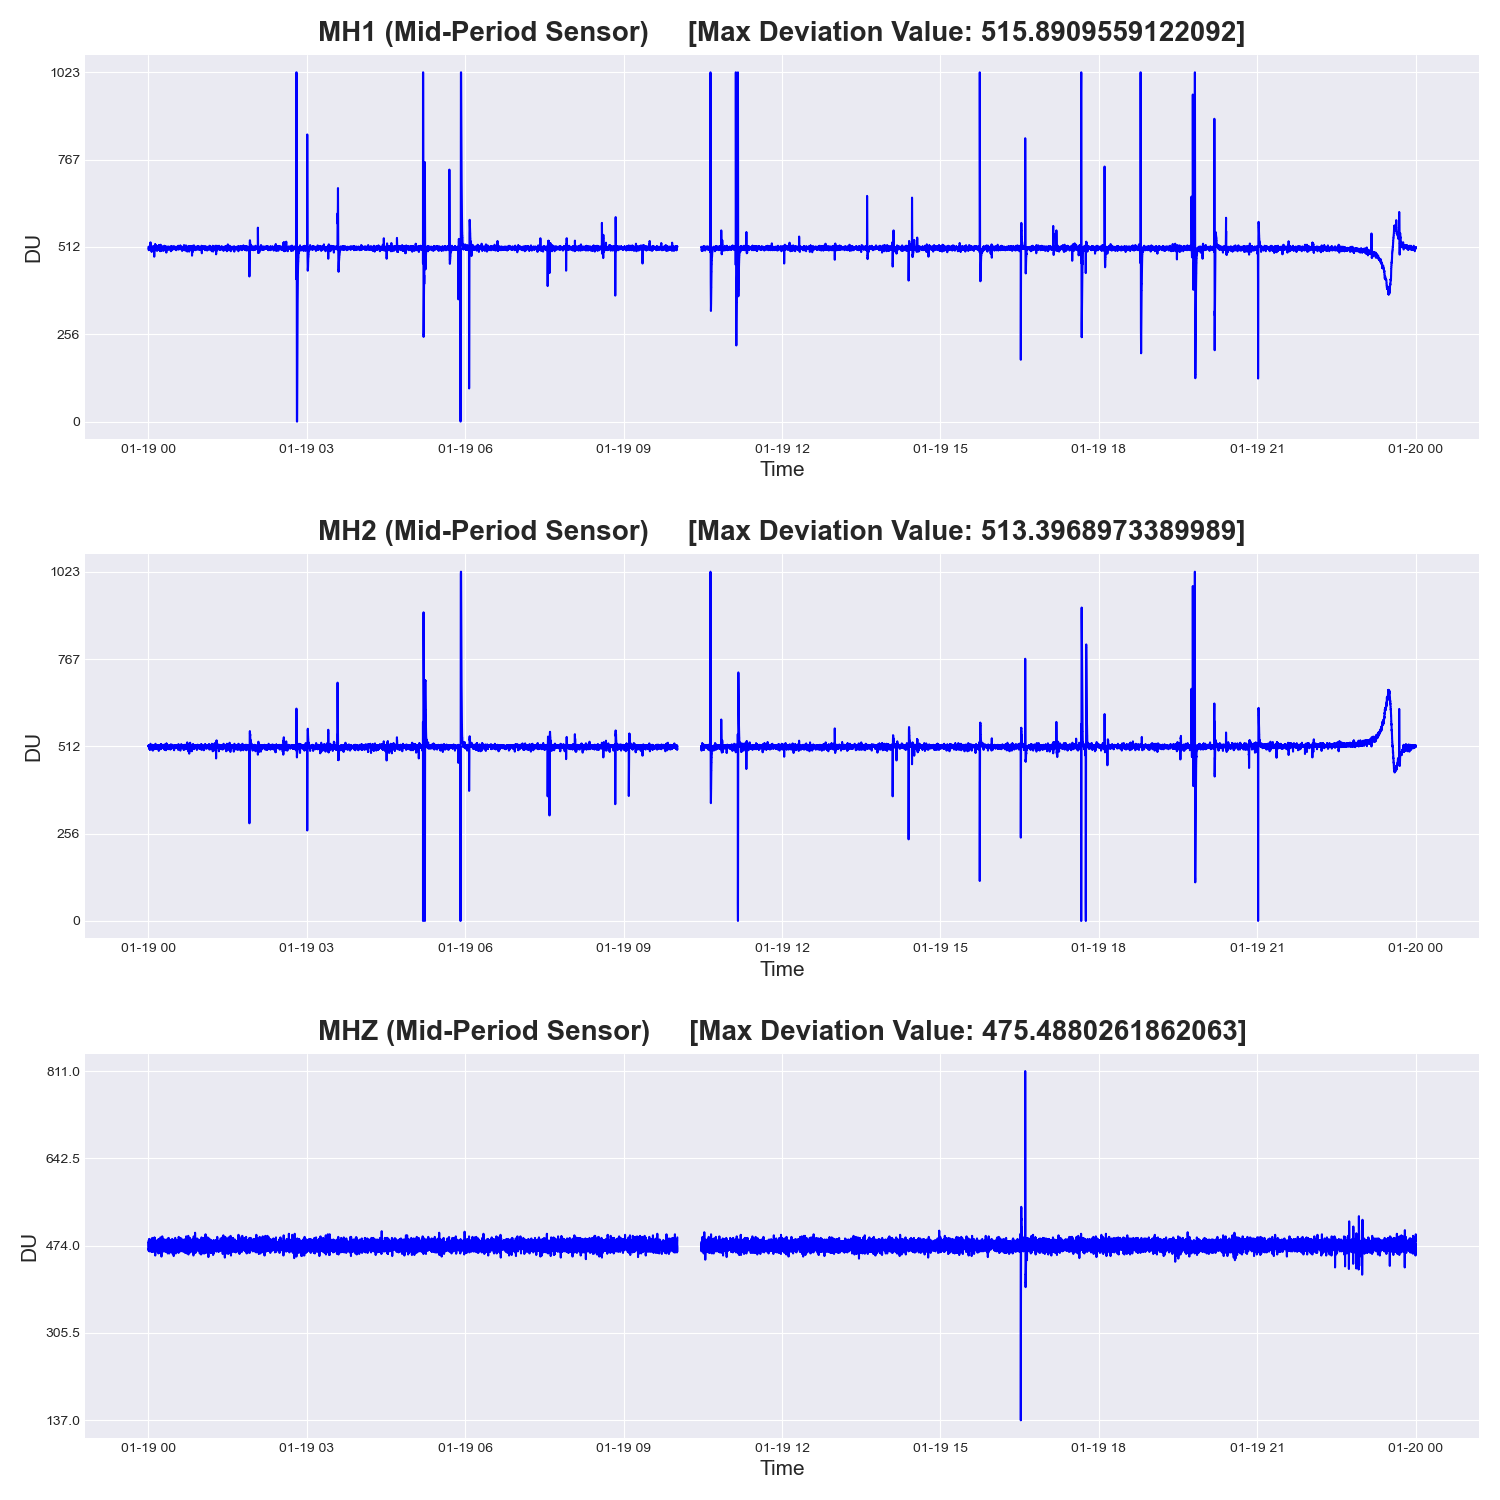 MH1 (Mid-Period Sensor) [Max Deviation Value: 515.8909559122092]
1023
767
512
256
0
DU
01-19 00 01-19 03 01-19 06 01-19 09 01-19 12 01-19 15 01-19 18 01-19 21 01-20 00
Time
MH2 (Mid-Period Sensor) [Max Deviation Value: 513.3968973389989]
1023
767
512
256
0
DU
01-19 00 01-19 03 01-19 06 01-19 09 01-19 12 01-19 15 01-19 18 01-19 21 01-20 00
Time
MHZ (Mid-Period Sensor) [Max Deviation Value: 475.4880261862063]
811.0
642.5
474.0
305.5
137.0
DU
01-19 00 01-19 03 01-19 06 01-19 09 01-19 12 01-19 15 01-19 18 01-19 21 01-20 00
Time